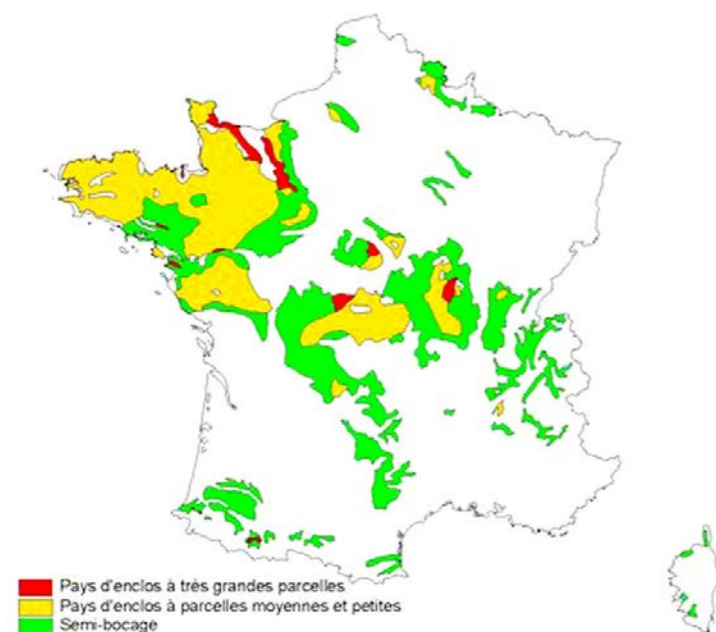 Pays d'enclos à très grandes parcelles
Pays d'enclos à parcelles moyennes et petites
Semi-bocage